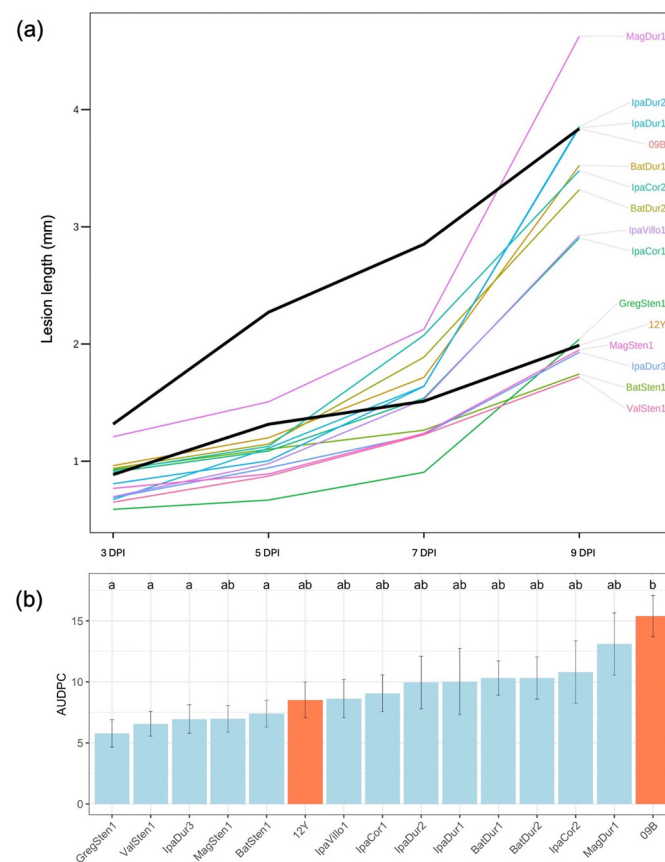 (a)
Lesion length (mm)
4
3
2
1
MagDur1
IpaDur2
IpaDur1
09B
BatDur1
IpaCor2
BatDur2
IpaVillo1
IpaCor1
GregSten1
12Y
MagSten1
IpaDur3
BatSten1
ValSten1
3 DPI 5 DPI 7 DPI 9 DPI
(b)
a a a ab a ab ab ab ab ab ab ab ab ab b
AUDPC
15
10
5
0
GregSten1 ValSten1 IpaDur3 MagSten1 BatSten1 12Y IpaVillo1 IpaCor1 IpaDur2 IpaDur1 BatDur1 BatDur2 IpaCor2 MagDur1 09B